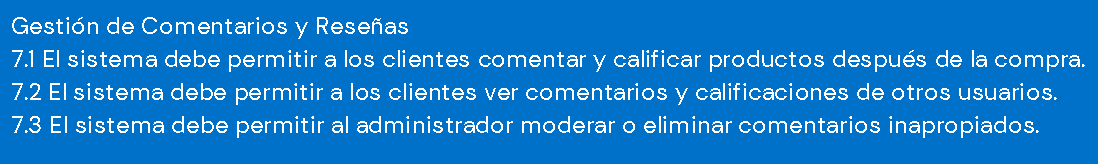 Gestión de Comentarios y Reseñas
7.1 El sistema debe permitir a los clientes comentar y calificar productos después de la compra.
7.2 El sistema debe permitir a los clientes ver comentarios y calificaciones de otros usuarios.
7.3 El sistema debe permitir al administrador moderar o eliminar comentarios inapropiados.